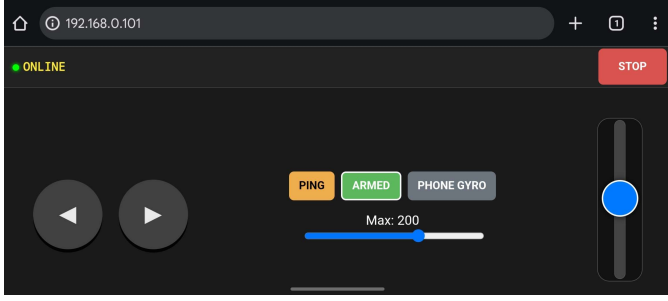 192.168.0.101
1
ONLINE
STOP
PING
ARMED
PHONE GYRO
Max: 200